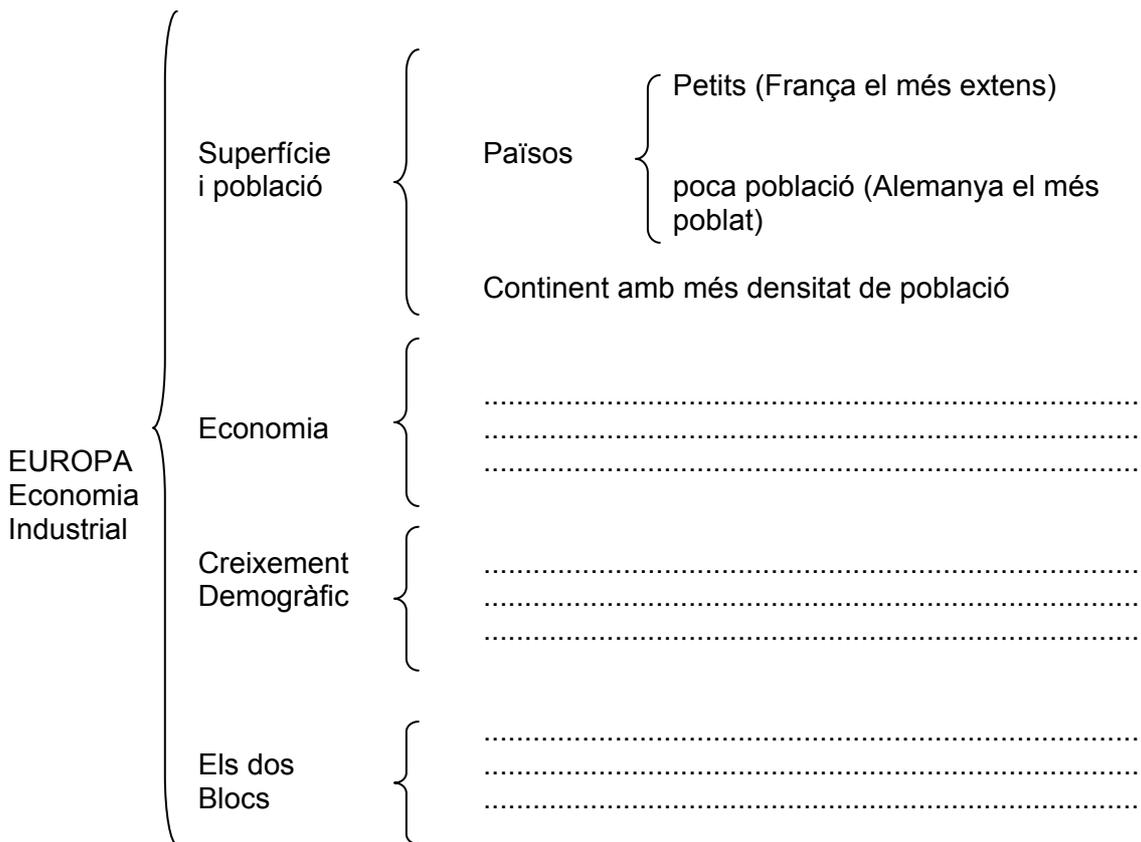 Petits (França el més extens)
Superfície
i població
Països
poca població (Alemanya el més
poblat)
Continent amb més densitat de població
EUROPA
Economia
Industrial
Economia
................................................................................
................................................................................
................................................................................
Creixement
Demogràfic
................................................................................
................................................................................
................................................................................
Els dos
Blocs
................................................................................
................................................................................
................................................................................